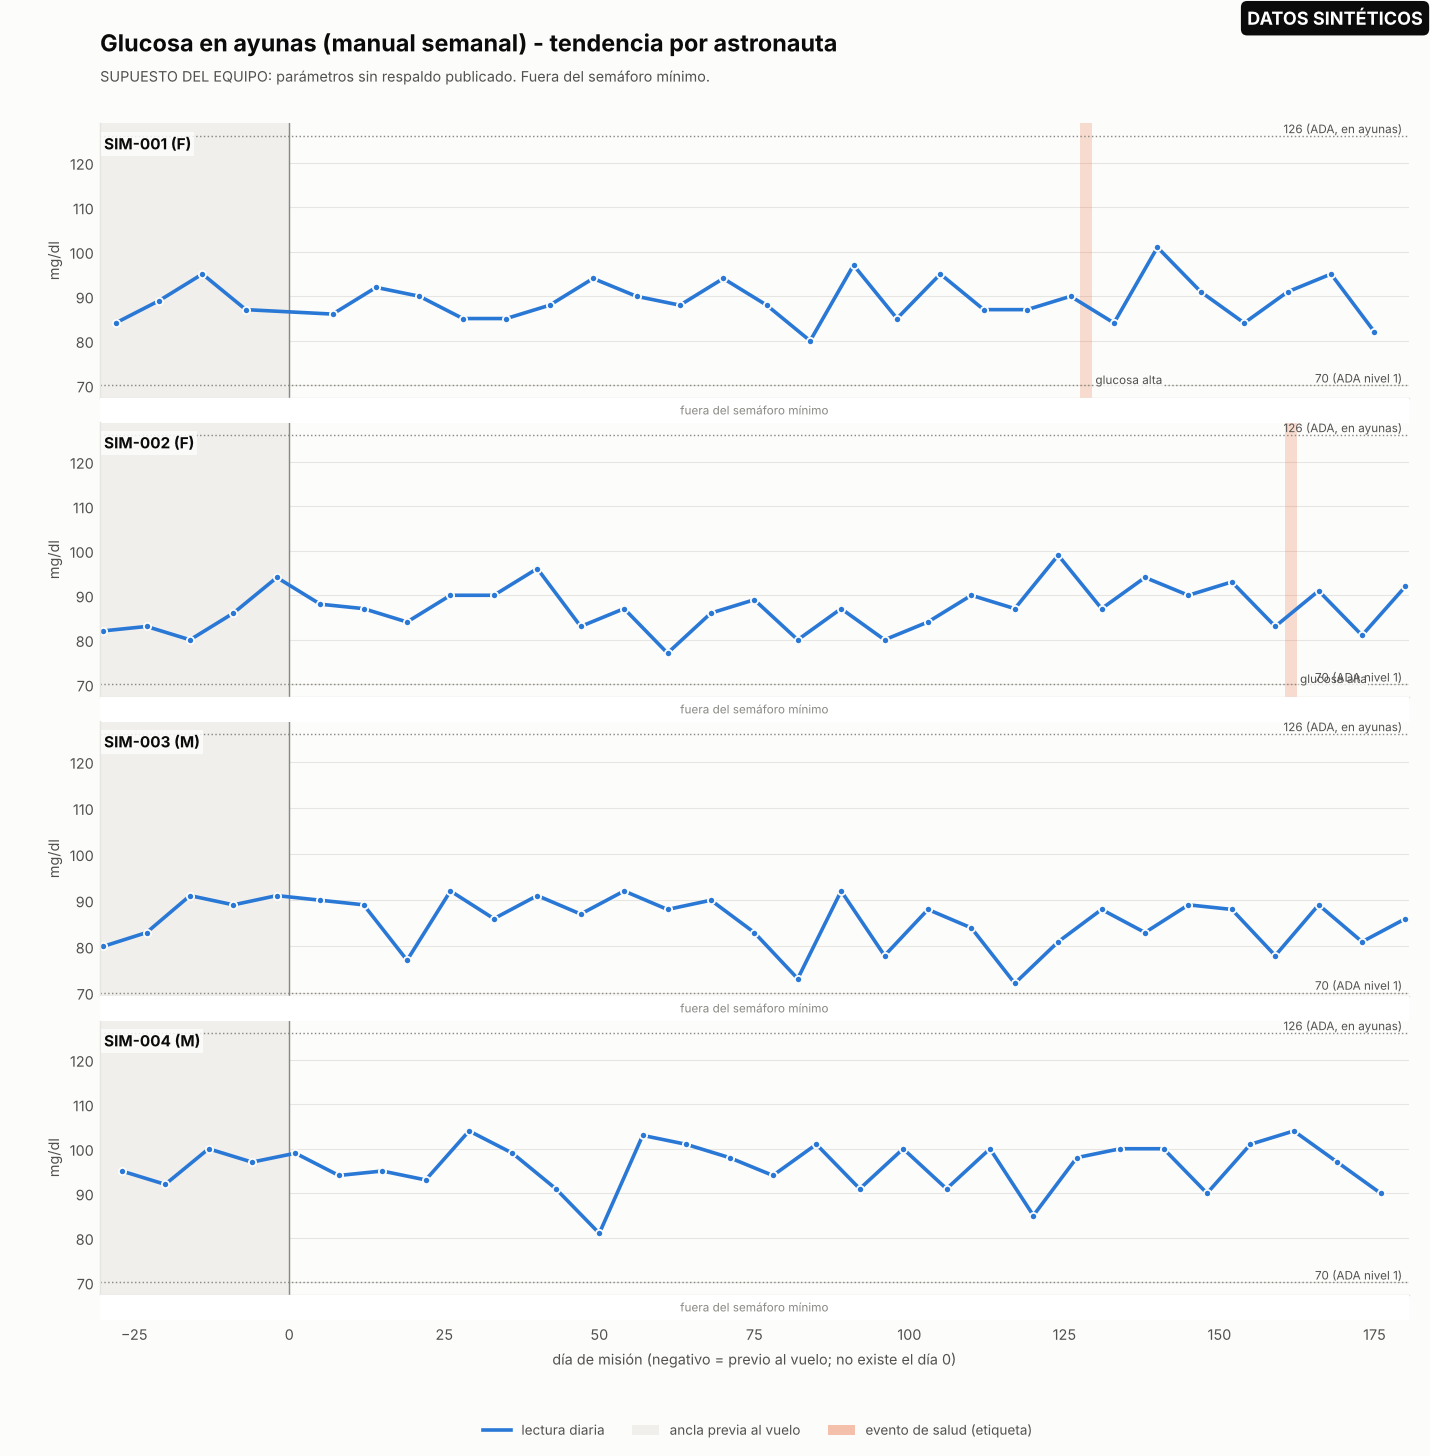 DATOS SINTÉTICOS
Glucosa en ayunas (manual semanal) - tendencia por astronauta
SUPUESTO DEL EQUIPO: parámetros sin respaldo publicado. Fuera del semáforo mínimo.
126 (ADA, en ayunas)
SIM-001 (F)
120
110
100
90
80
70
mg/dl
glucosa alta
70 (ADA nivel 1)
fuera del semáforo mínimo
126 (ADA, en ayunas)
SIM-002 (F)
120
110
100
90
80
70
mg/dl
glucosa alta
70 (ADA nivel 1)
fuera del semáforo mínimo
126 (ADA, en ayunas)
SIM-003 (M)
120
110
100
90
80
70
mg/dl
70 (ADA nivel 1)
fuera del semáforo mínimo
126 (ADA, en ayunas)
SIM-004 (M)
120
110
100
90
80
70
mg/dl
70 (ADA nivel 1)
fuera del semáforo mínimo
−25 0 25 50 75 100 125 150 175
día de misión (negativo = previo al vuelo; no existe el día 0)
lectura diaria ancla previa al vuelo evento de salud (etiqueta)